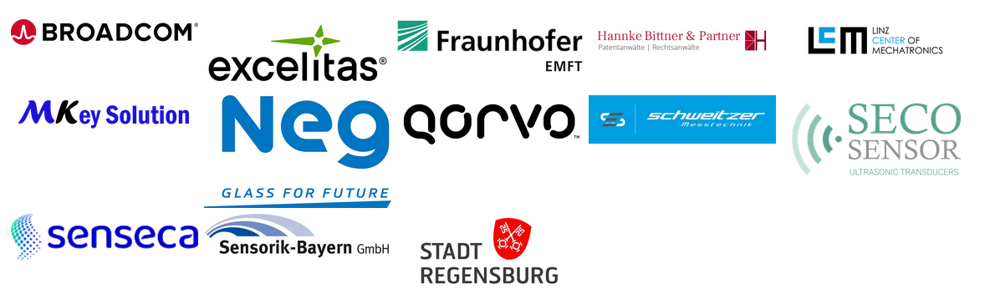 BROADCOM®
excelitas®
Fraunhofer
EMFT
Hannke Bittner & Partner
Patentanwälte | Rechtsanwälte
LCM
LINZ
CENTER OF
MECHATRONICS
MKey Solution
Neg
GLASS FOR FUTURE
QORVO™
schweitzer
Messtechnik
SECO
SENSOR
ULTRASONIC TRANSDUCERS
senseca
Sensorik-Bayern GmbH
STADT
REGENSBURG